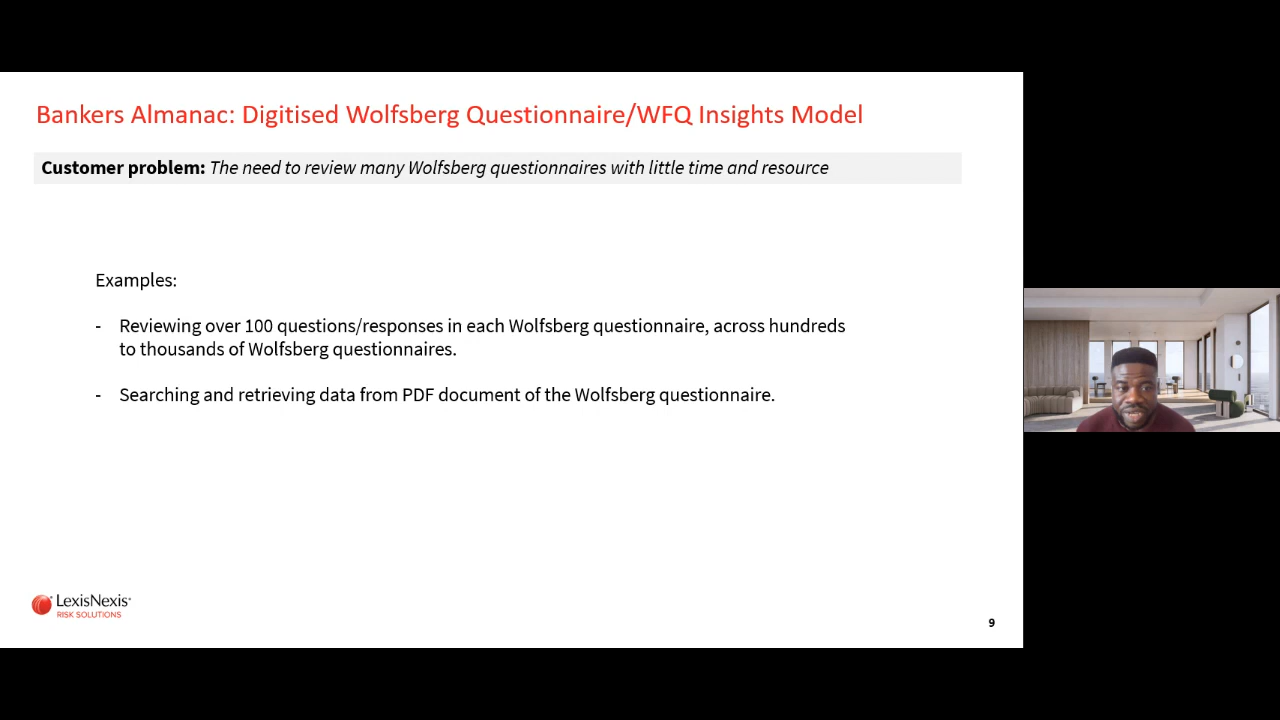 Bankers Almanac: Digitised Wolfsberg Questionnaire/WFQ Insights Model
Customer problem: The need to review many Wolfsberg questionnaires with little time and resource
Examples:
- Reviewing over 100 questions/responses in each Wolfsberg questionnaire, across hundreds
to thousands of Wolfsberg questionnaires.
- Searching and retrieving data from PDF document of the Wolfsberg questionnaire.
LexisNexis
RISK SOLUTIONS
9